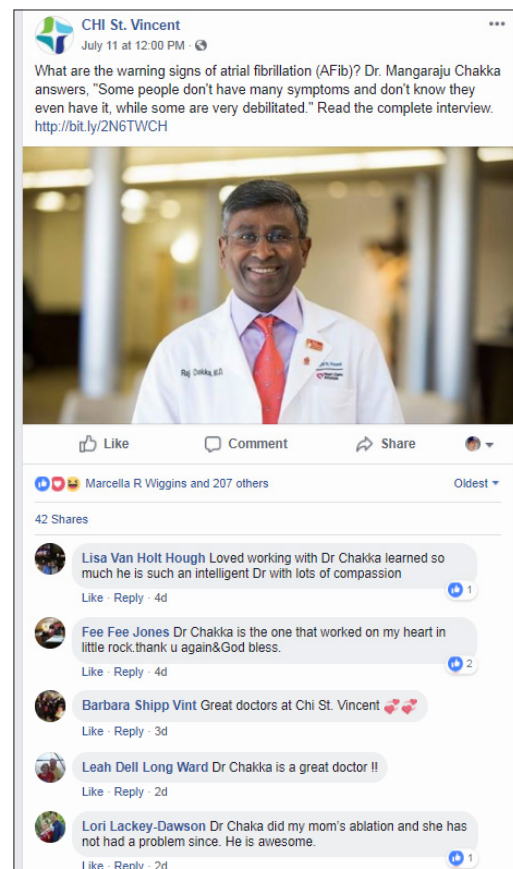 CHI St. Vincent
July 11 at 12:00 PM ·
What are the warning signs of atrial fibrillation (AFib)? Dr. Mangaraju Chakka
answers, "Some people don't have many symptoms and don't know they
even have it, while some are very debilitated." Read the complete interview.
http://bit.ly/2N6TWCH
Like Comment Share
Marcella R Wiggins and 207 others Oldest
42 Shares
Lisa Van Holt Hough Loved working with Dr Chakka learned so
much he is such an intelligent Dr with lots of compassion
1
Like · Reply · 4d
Fee Fee Jones Dr Chakka is the one that worked on my heart in
little rock.thank u again&God bless.
2
Like · Reply · 4d
Barbara Shipp Vint Great doctors at Chi St. Vincent
Like · Reply · 3d
Leah Dell Long Ward Dr Chakka is a great doctor !!
Like · Reply · 2d
Lori Lackey-Dawson Dr Chaka did my mom's ablation and she has
not had a problem since. He is awesome.
1
Like · Reply · 2d